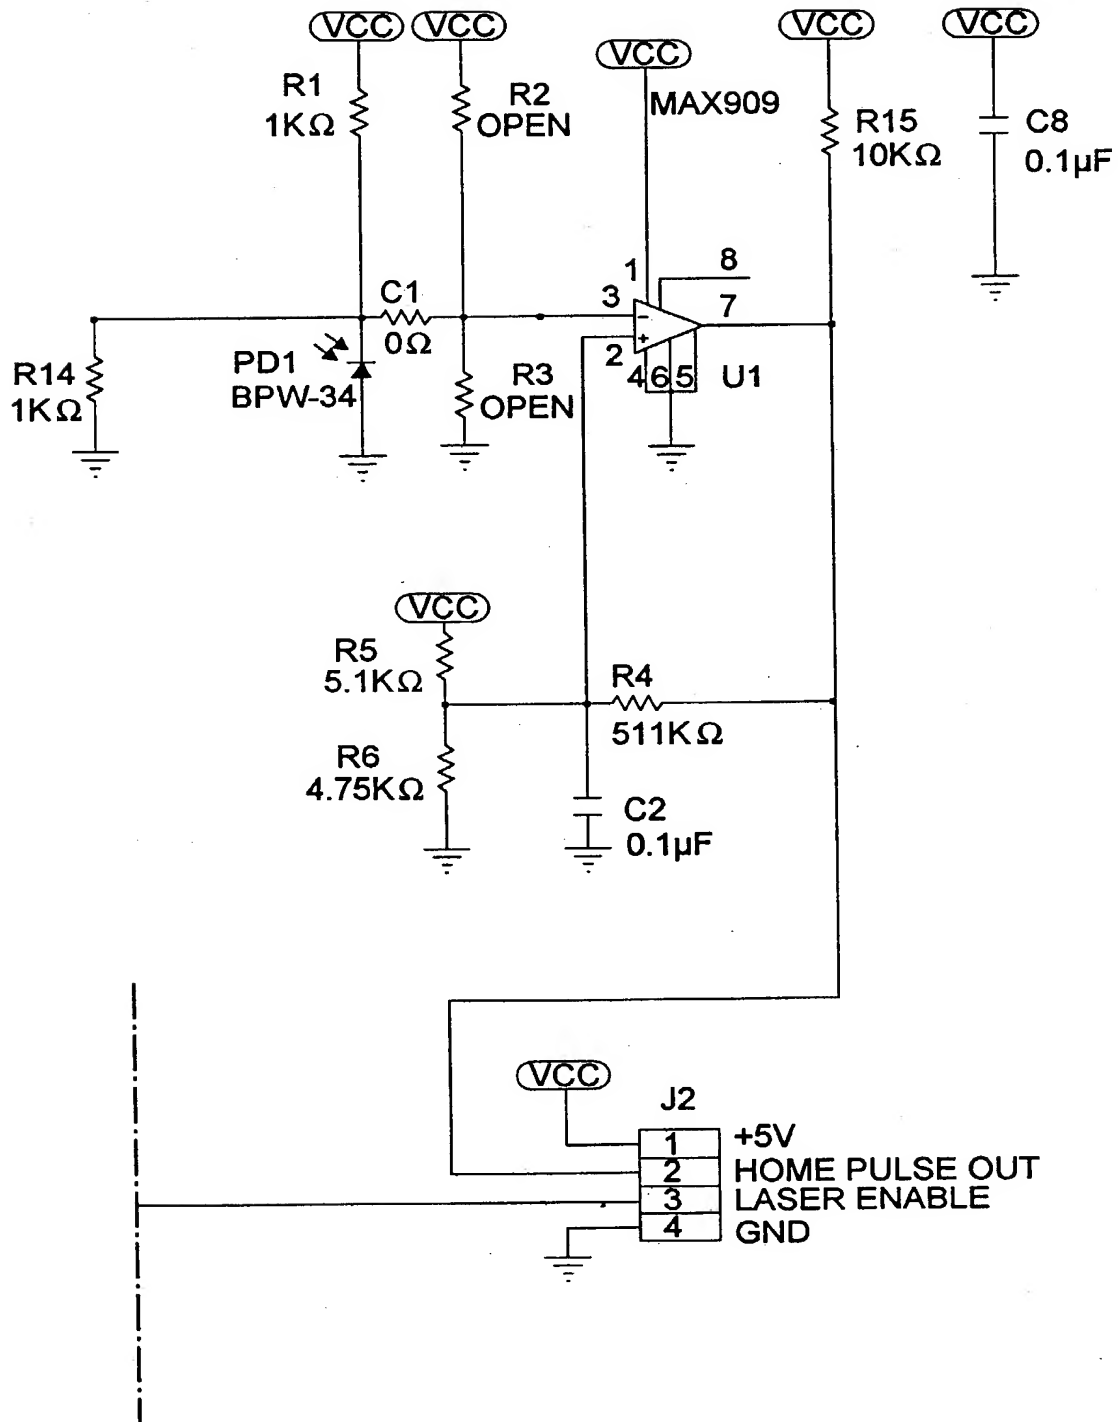 VCC
VCC
VCC
VCC
VCC
R1
1KΩ
R2
OPEN
MAX909
R15
10KΩ
C8
0.1µF
1
8
C1
0Ω
3
7
2
R14
1KΩ
PD1
BPW-34
R3
OPEN
4
6
5
U1
VCC
R5
5.1KΩ
R4
511KΩ
R6
4.75KΩ
C2
0.1µF
VCC
J2
1 +5V
2 HOME PULSE OUT
3 LASER ENABLE
4 GND